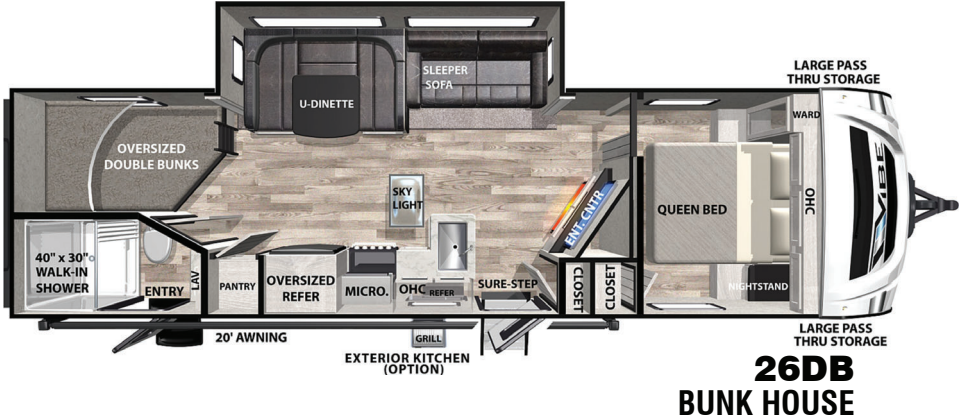 LARGE PASS
THRU STORAGE
SLEEPER
SOFA
U-DINETTE
WARD
OVERSIZED
DOUBLE BUNKS
SKY
LIGHT
ENT. CNTR
QUEEN BED
OHC
VIBE
40" x 30"
WALK-IN
SHOWER
ENTRY
LAV
PANTRY
OVERSIZED
REFER
MICRO.
OHC
REFER
SURE-STEP
CLOSET
CLOSET
NIGHTSTAND
20' AWNING
GRILL
EXTERIOR KITCHEN
(OPTION)
LARGE PASS
THRU STORAGE
26DB
BUNK HOUSE